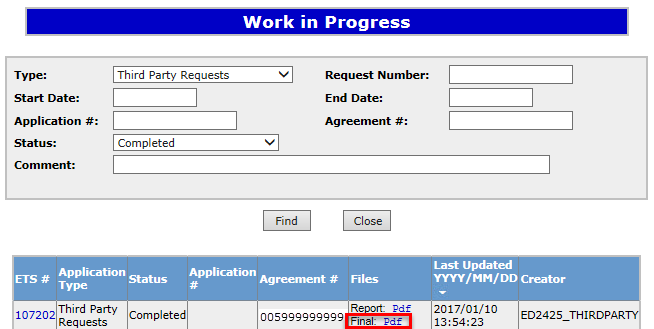 Work in Progress
Type: Third Party Requests Request Number:
Start Date: End Date:
Application #: Agreement #:
Status: Completed
Comment:
Find Close
ETS # Application Type Status Application # Agreement # Files Last Updated YYYY/MM/DD Creator
107202 Third Party Requests Completed 005999999999 Report: Pdf 2017/01/10 13:54:23 ED2425_THIRDPARTY
Final: Pdf